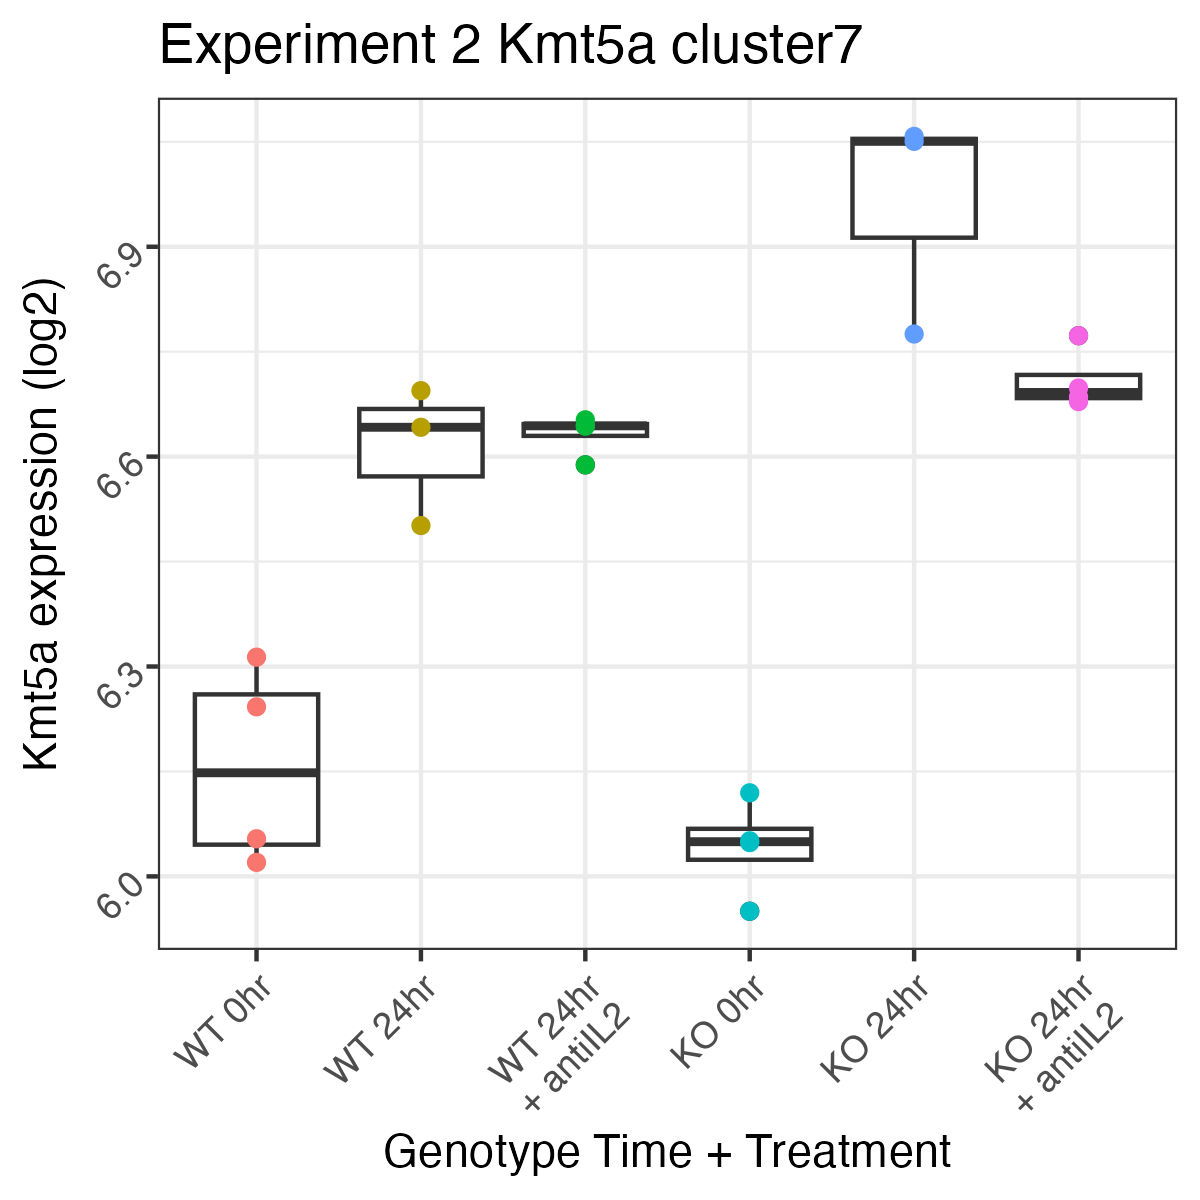 Experiment 2 Kmt5a cluster7
Kmt5a expression (log2)
6.9
6.6
6.3
6.0
WT 0hr
WT 24hr
WT 24hr
+ antiIL2
KO 0hr
KO 24hr
KO 24hr
+ antiIL2
Genotype Time + Treatment